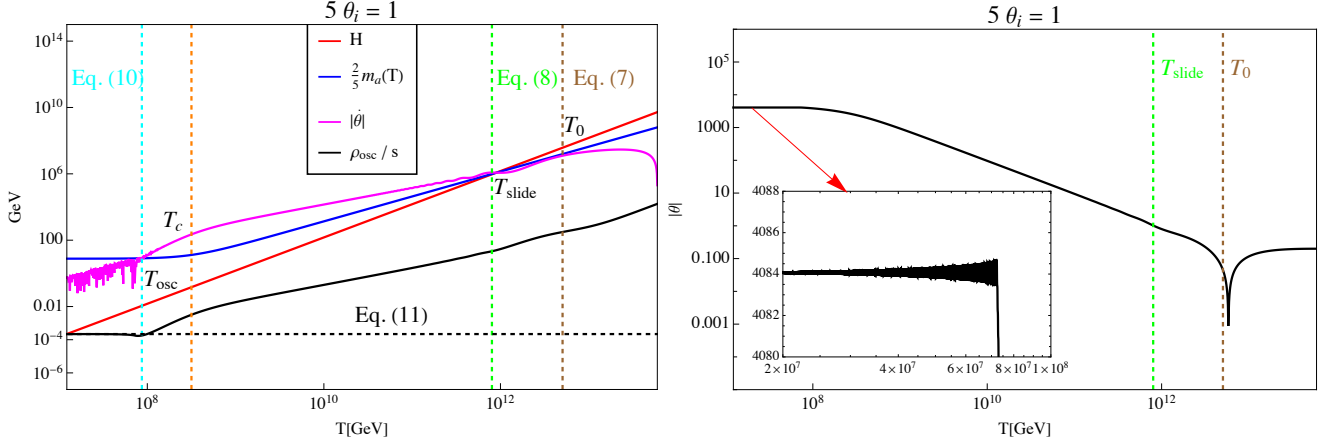 5 θ_i = 1
10^14
10^10
10^6
100
0.01
10^-4
10^-6
GeV
Eq. (10)
H
2/5 m_a(T)
|θ̇|
ρ_osc / s
Eq. (8)
Eq. (7)
T_0
T_slide
T_c
T_osc
Eq. (11)
10^8
10^10
10^12
T[GeV]
5 θ_i = 1
10^5
1000
10
0.100
0.001
|θ|
T_slide
T_0
4088
4086
4084
4082
4080
2×10^7
4×10^7
6×10^7
8×10^7
1×10^8
10^8
10^10
10^12
T[GeV]